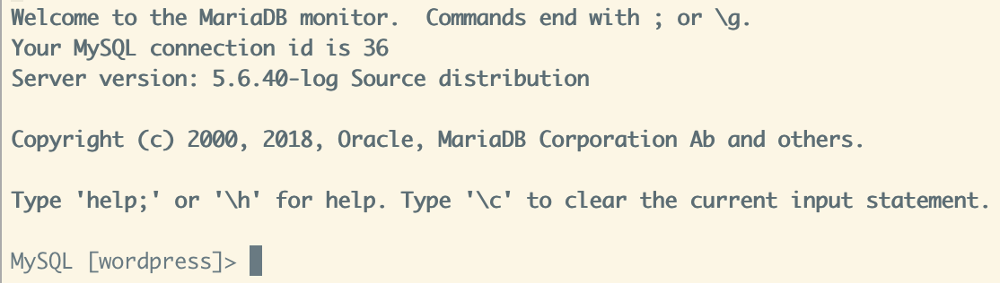 Welcome to the MariaDB monitor.  Commands end with ; or \g.
Your MySQL connection id is 36
Server version: 5.6.40-log Source distribution

Copyright (c) 2000, 2018, Oracle, MariaDB Corporation Ab and others.

Type 'help;' or '\h' for help. Type '\c' to clear the current input statement.

MySQL [wordpress]>